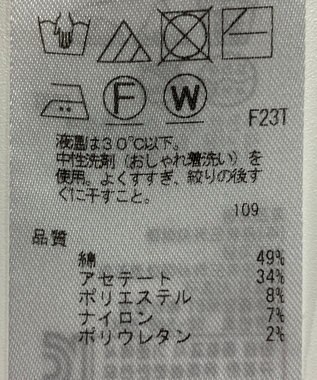 F W
F23T
液温は30℃以下。
中性洗剤(おしゃれ着洗い)を
使用。よくすすぎ、絞りの後す
ぐに干すこと。
109
品質
綿 49%
アセテート 34%
ポリエステル 8%
ナイロン 7%
ポリウレタン 2%